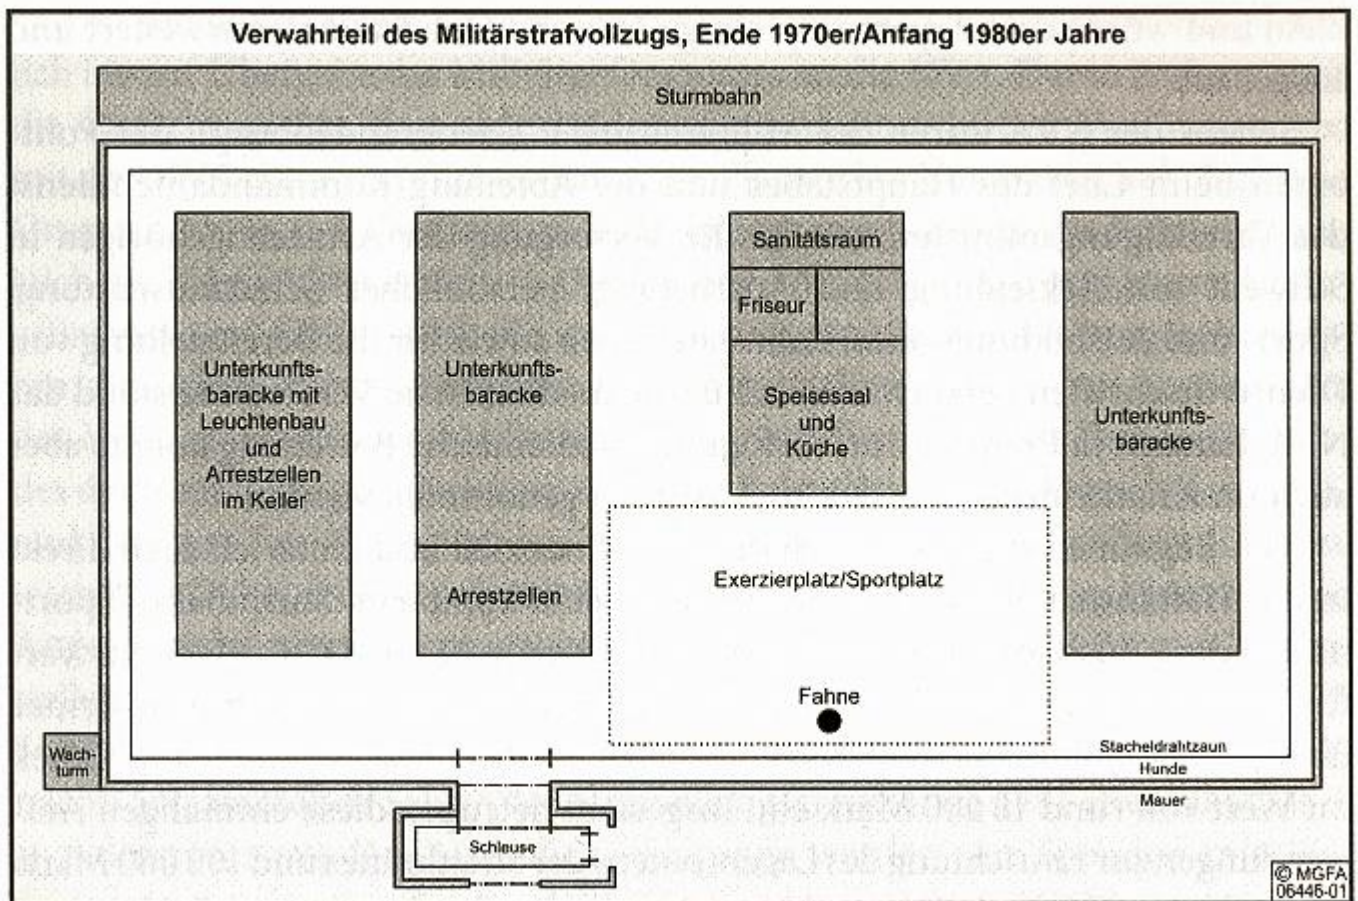 Verwahrteil des Militärstrafvollzugs, Ende 1970er/Anfang 1980er Jahre
Sturmbahn
Unterkunfts-
baracke mit
Leuchtenbau
und
Arrestzellen
im Keller
Unterkunfts-
baracke
Arrestzellen
Sanitätsraum
Friseur
Speisesaal
und
Küche
Unterkunfts-
baracke
Exerzierplatz/Sportplatz
Fahne
Wach-
turm
Stacheldrahtzaun
Hunde
Mauer
Schleuse
© MGFA
06446-01